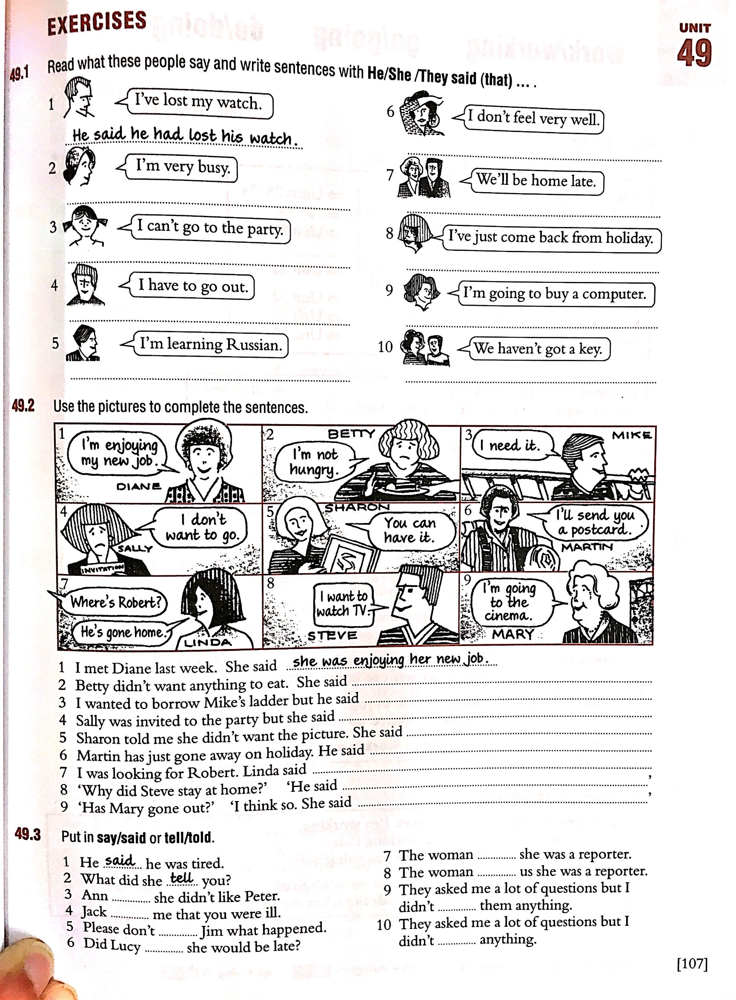 EXERCISES
UNIT
49
49.1 Read what these people say and write sentences with He/She /They said (that) ... .
1 I've lost my watch.
He said he had lost his watch.
2 I'm very busy.
3 I can't go to the party.
4 I have to go out.
5 I'm learning Russian.
6 I don't feel very well.
7 We'll be home late.
8 I've just come back from holiday.
9 I'm going to buy a computer.
10 We haven't got a key.
49.2 Use the pictures to complete the sentences.
1
I'm enjoying
my new job.
DIANE
2
BETTY
I'm not
hungry.
3
MIKE
I need it.
4
I don't
want to go.
SALLY
INVITATION
5
SHARON
You can
have it.
6
I'll send you
a postcard.
MARTIN
7
Where's Robert?
He's gone home.
LINDA
8
I want to
watch TV.
STEVE
9
I'm going
to the
cinema.
MARY
1 I met Diane last week. She said she was enjoying her new job.
2 Betty didn't want anything to eat. She said
3 I wanted to borrow Mike's ladder but he said
4 Sally was invited to the party but she said
5 Sharon told me she didn't want the picture. She said
6 Martin has just gone away on holiday. He said
7 I was looking for Robert. Linda said
8 ‘Why did Steve stay at home?’ ‘He said ’
9 ‘Has Mary gone out?’ ‘I think so. She said ’
49.3 Put in say/said or tell/told.
1 He said he was tired.
2 What did she tell you?
3 Ann .............. she didn't like Peter.
4 Jack .............. me that you were ill.
5 Please don't .............. Jim what happened.
6 Did Lucy .............. she would be late?
7 The woman .............. she was a reporter.
8 The woman .............. us she was a reporter.
9 They asked me a lot of questions but I
didn't .............. them anything.
10 They asked me a lot of questions but I
didn't .............. anything.
[107]